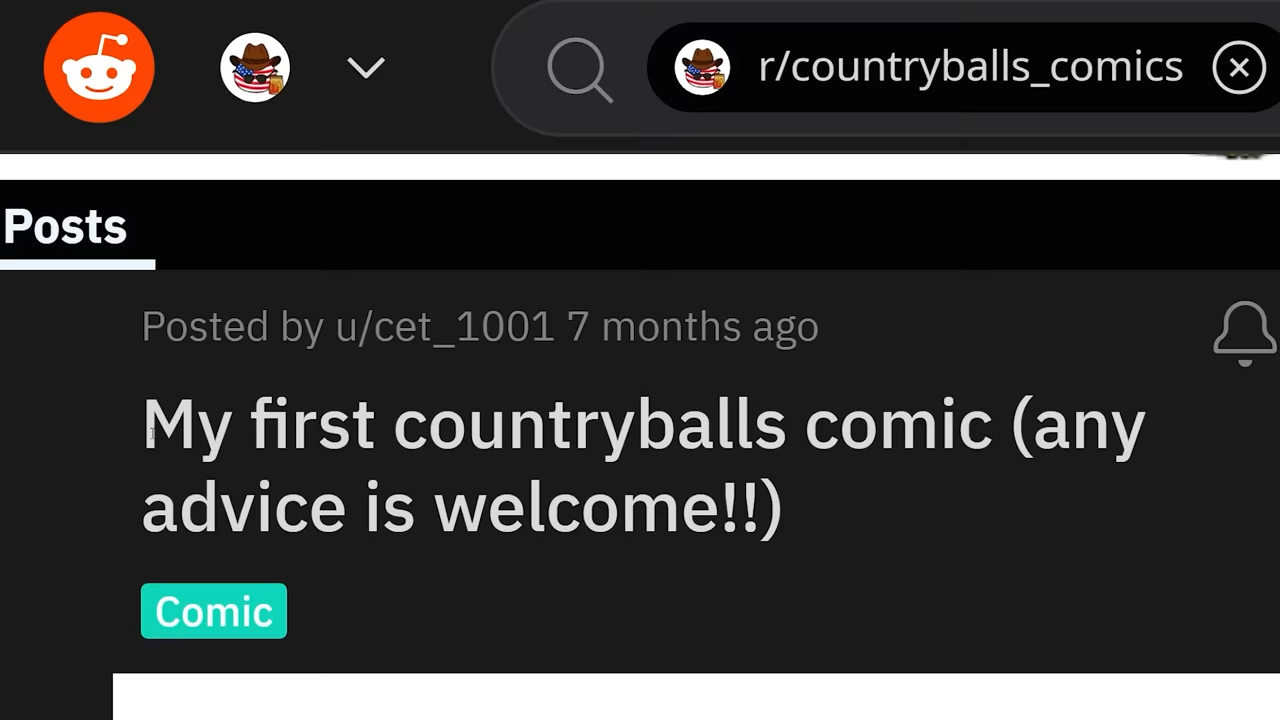 r/countryballs_comics
Posts
Posted by u/cet_1001 7 months ago
My first countryballs comic (any
advice is welcome!!)
Comic